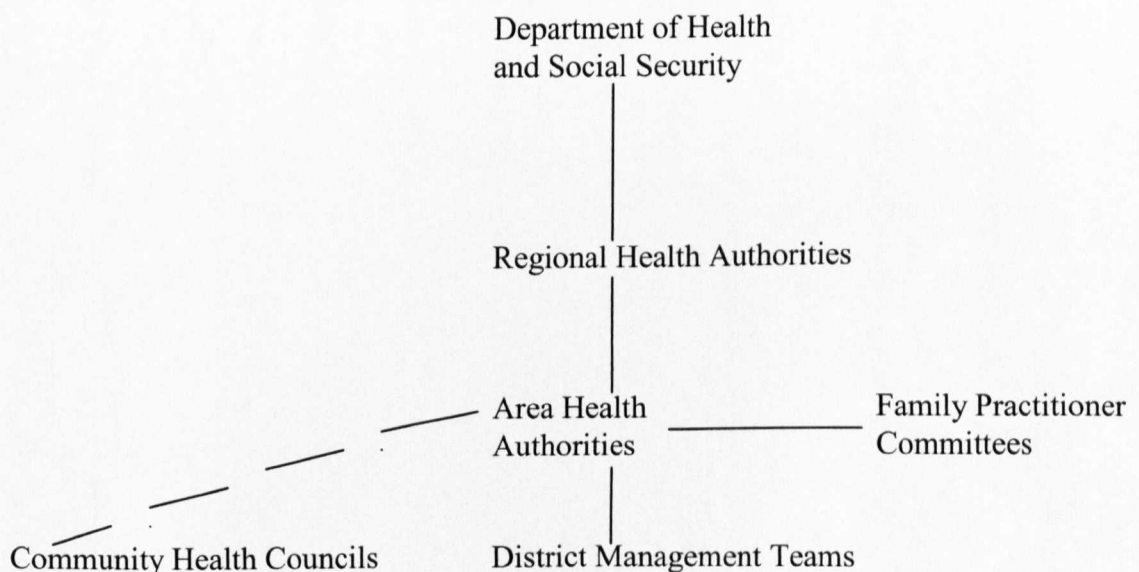 Department of Health
and Social Security
Regional Health Authorities
Area Health
Authorities
Family Practitioner
Committees
Community Health Councils
District Management Teams